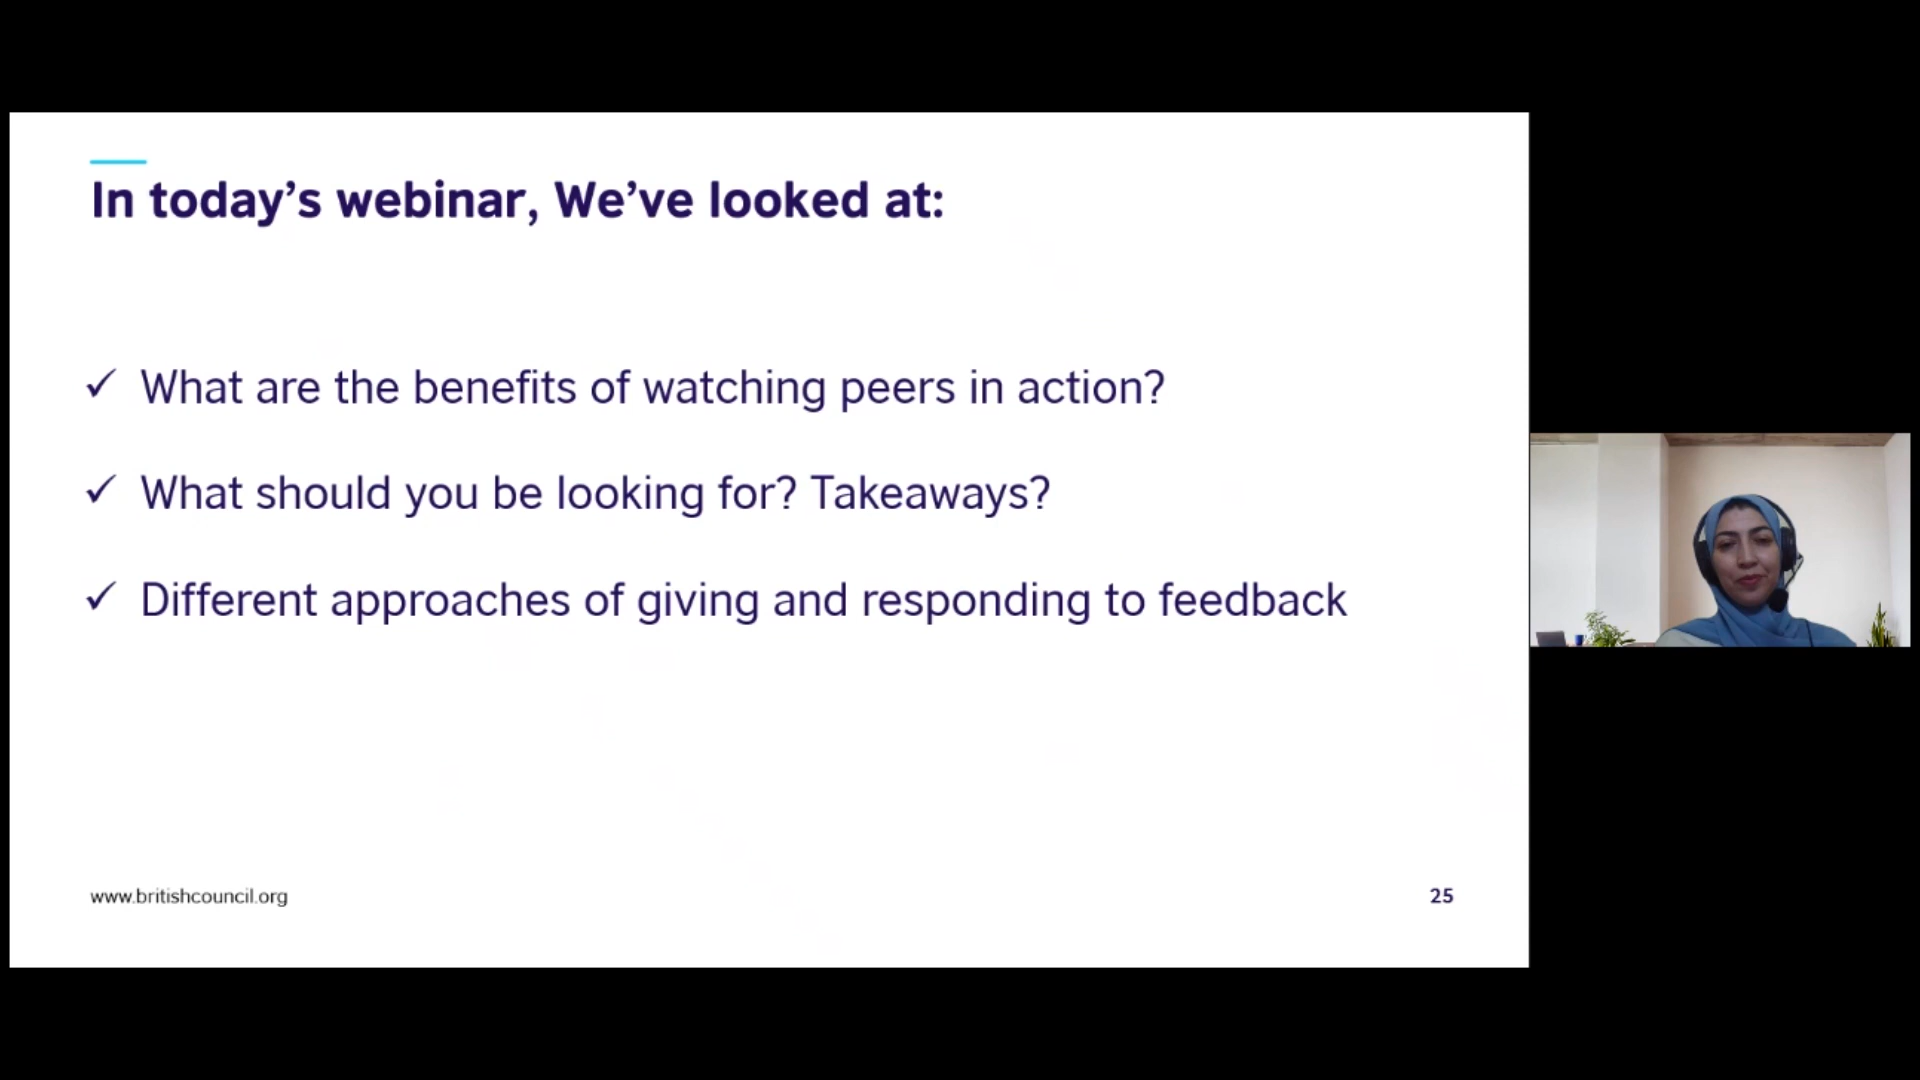 In today’s webinar, We’ve looked at:
✓ What are the benefits of watching peers in action?
✓ What should you be looking for? Takeaways?
✓ Different approaches of giving and responding to feedback
www.britishcouncil.org
25